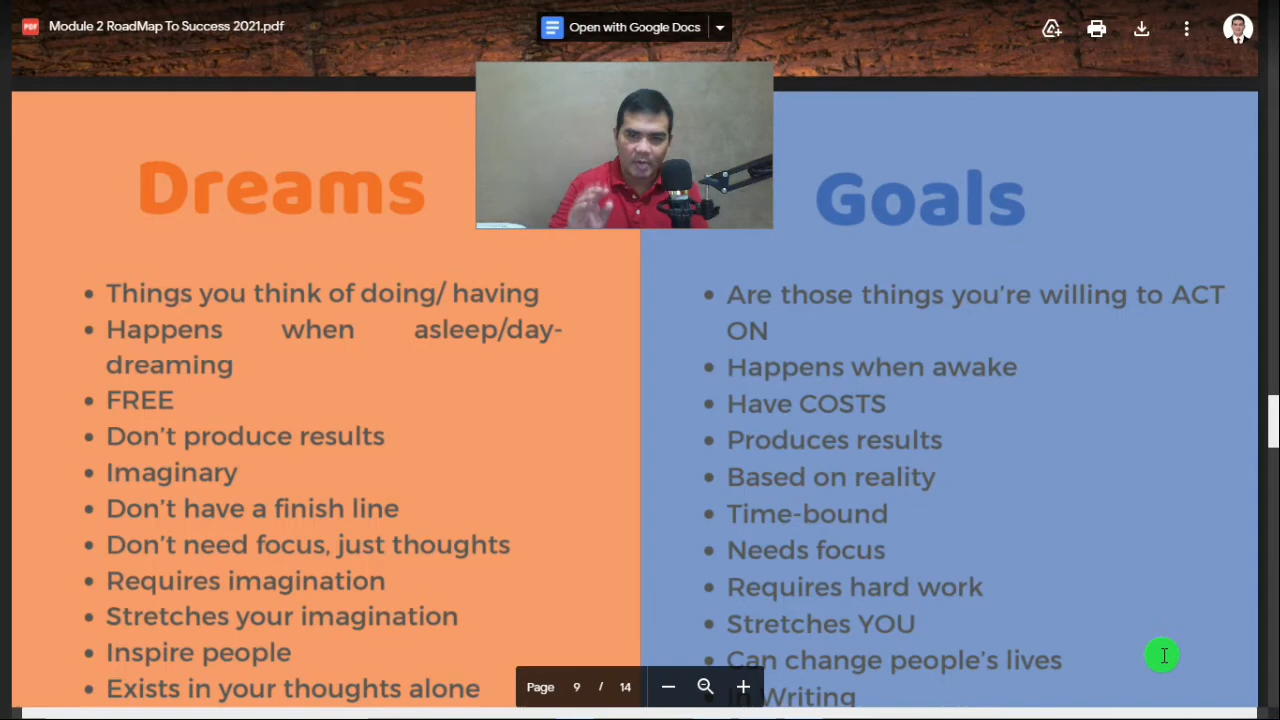 Module 2 RoadMap To Success 2021.pdf
Open with Google Docs
Dreams
Things you think of doing/ having
Happens when asleep/day-
dreaming
FREE
Don't produce results
Imaginary
Don't have a finish line
Don't need focus, just thoughts
Requires imagination
Stretches your imagination
Inspire people
Exists in your thoughts alone
Goals
Are those things you're willing to ACT
ON
Happens when awake
Have COSTS
Produces results
Based on reality
Time-bound
Needs focus
Requires hard work
Stretches YOU
Can change people's lives
In Writing
Page 9 / 14